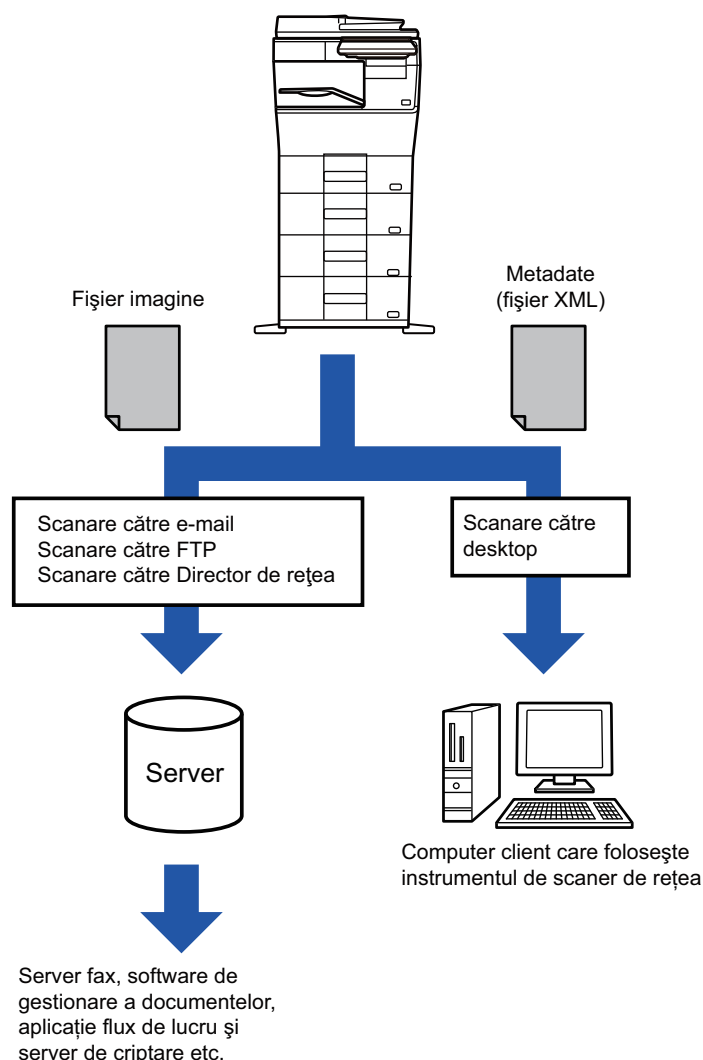 Fişier imagine
Metadate
(fişier XML)
Scanare către e-mail
Scanare către FTP
Scanare către Director de reţea
Scanare către
desktop
Server
Computer client care foloseşte
instrumentul de scaner de rețea
Server fax, software de
gestionare a documentelor,
aplicație flux de lucru şi
server de criptare etc.